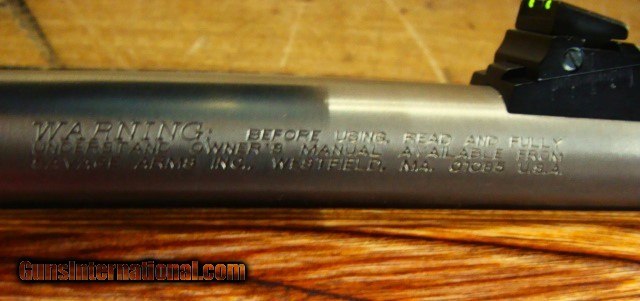 WARNING: BEFORE USING, READ AND FULLY
UNDERSTAND OWNER'S MANUAL AVAILABLE FROM
SAVAGE ARMS INC., WESTFIELD, MA. 01085 U.S.A
GunsInternational.com